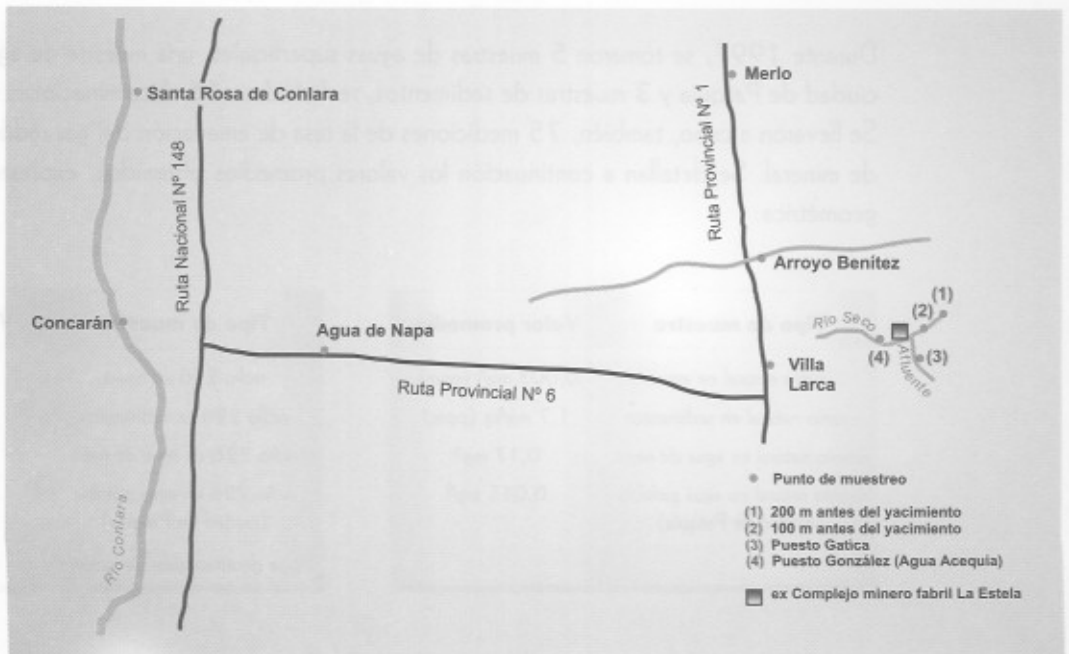 Merlo
Santa Rosa de Conlara
Ruta Nacional Nº 148
Ruta Provincial Nº 1
Arroyo Benítez
(1)
(2)
Río Seco
Concarán
Agua de Napa
(4)
(3)
Afluente
Villa
Larca
Ruta Provincial Nº 6
Río Conlara
Punto de muestreo
(1) 200 m antes del yacimiento
(2) 100 m antes del yacimiento
(3) Puesto Gatica
(4) Puesto González (Agua Acequia)
ex Complejo minero fabril La Estela